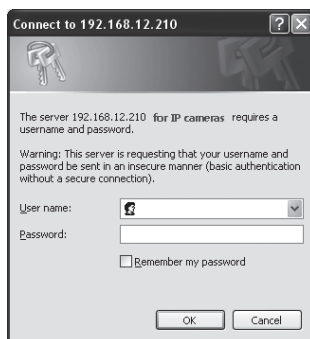 Connect to 192.168.12.210
The server 192.168.12.210 for IP cameras requires a
username and password.
Warning: This server is requesting that your username and
password be sent in an insecure manner (basic authentication
without a secure connection).
User name:
Password:
Remember my password
OK
Cancel